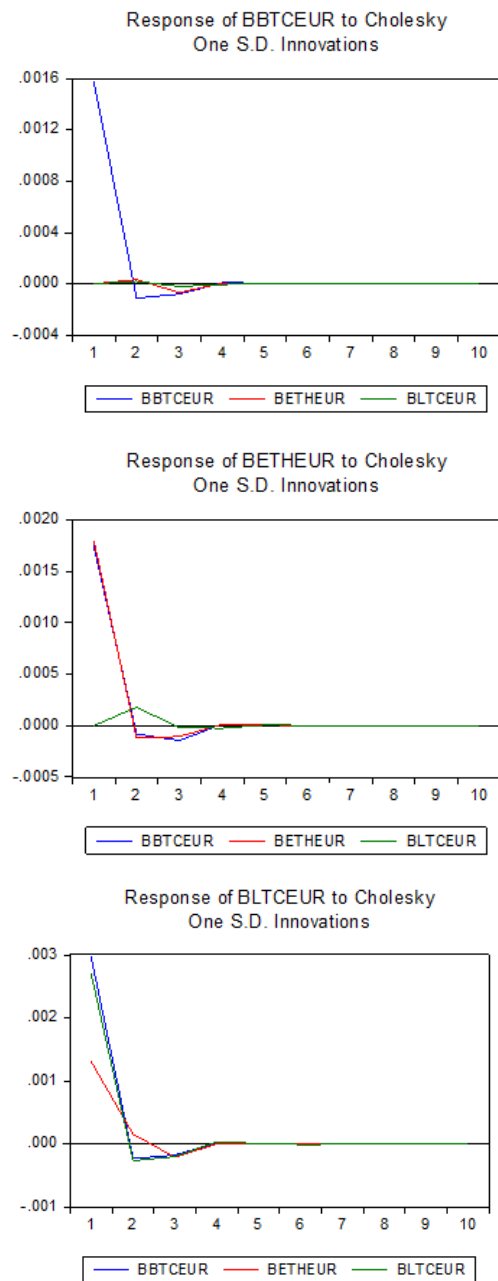 Response of BBTCEUR to Cholesky
One S.D. Innovations
.0016
.0012
.0008
.0004
.0000
-.0004
1 2 3 4 5 6 7 8 9 10
BBTCEUR BETHEUR BLTCEUR
Response of BETHEUR to Cholesky
One S.D. Innovations
.0020
.0015
.0010
.0005
.0000
-.0005
1 2 3 4 5 6 7 8 9 10
BBTCEUR BETHEUR BLTCEUR
Response of BLTCEUR to Cholesky
One S.D. Innovations
.003
.002
.001
.000
-.001
1 2 3 4 5 6 7 8 9 10
BBTCEUR BETHEUR BLTCEUR